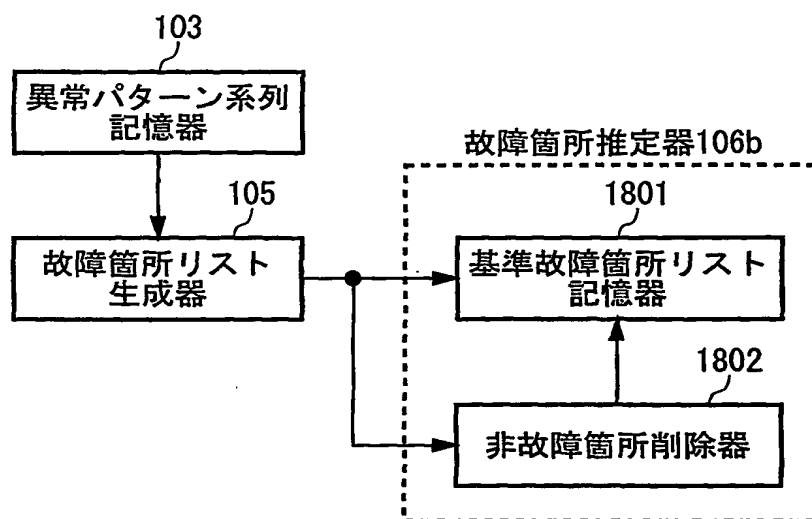 103
異常パターン系列
記憶器
故障箇所推定器106b
105
故障箇所リスト
生成器
1801
基準故障箇所リスト
記憶器
1802
非故障箇所削除器